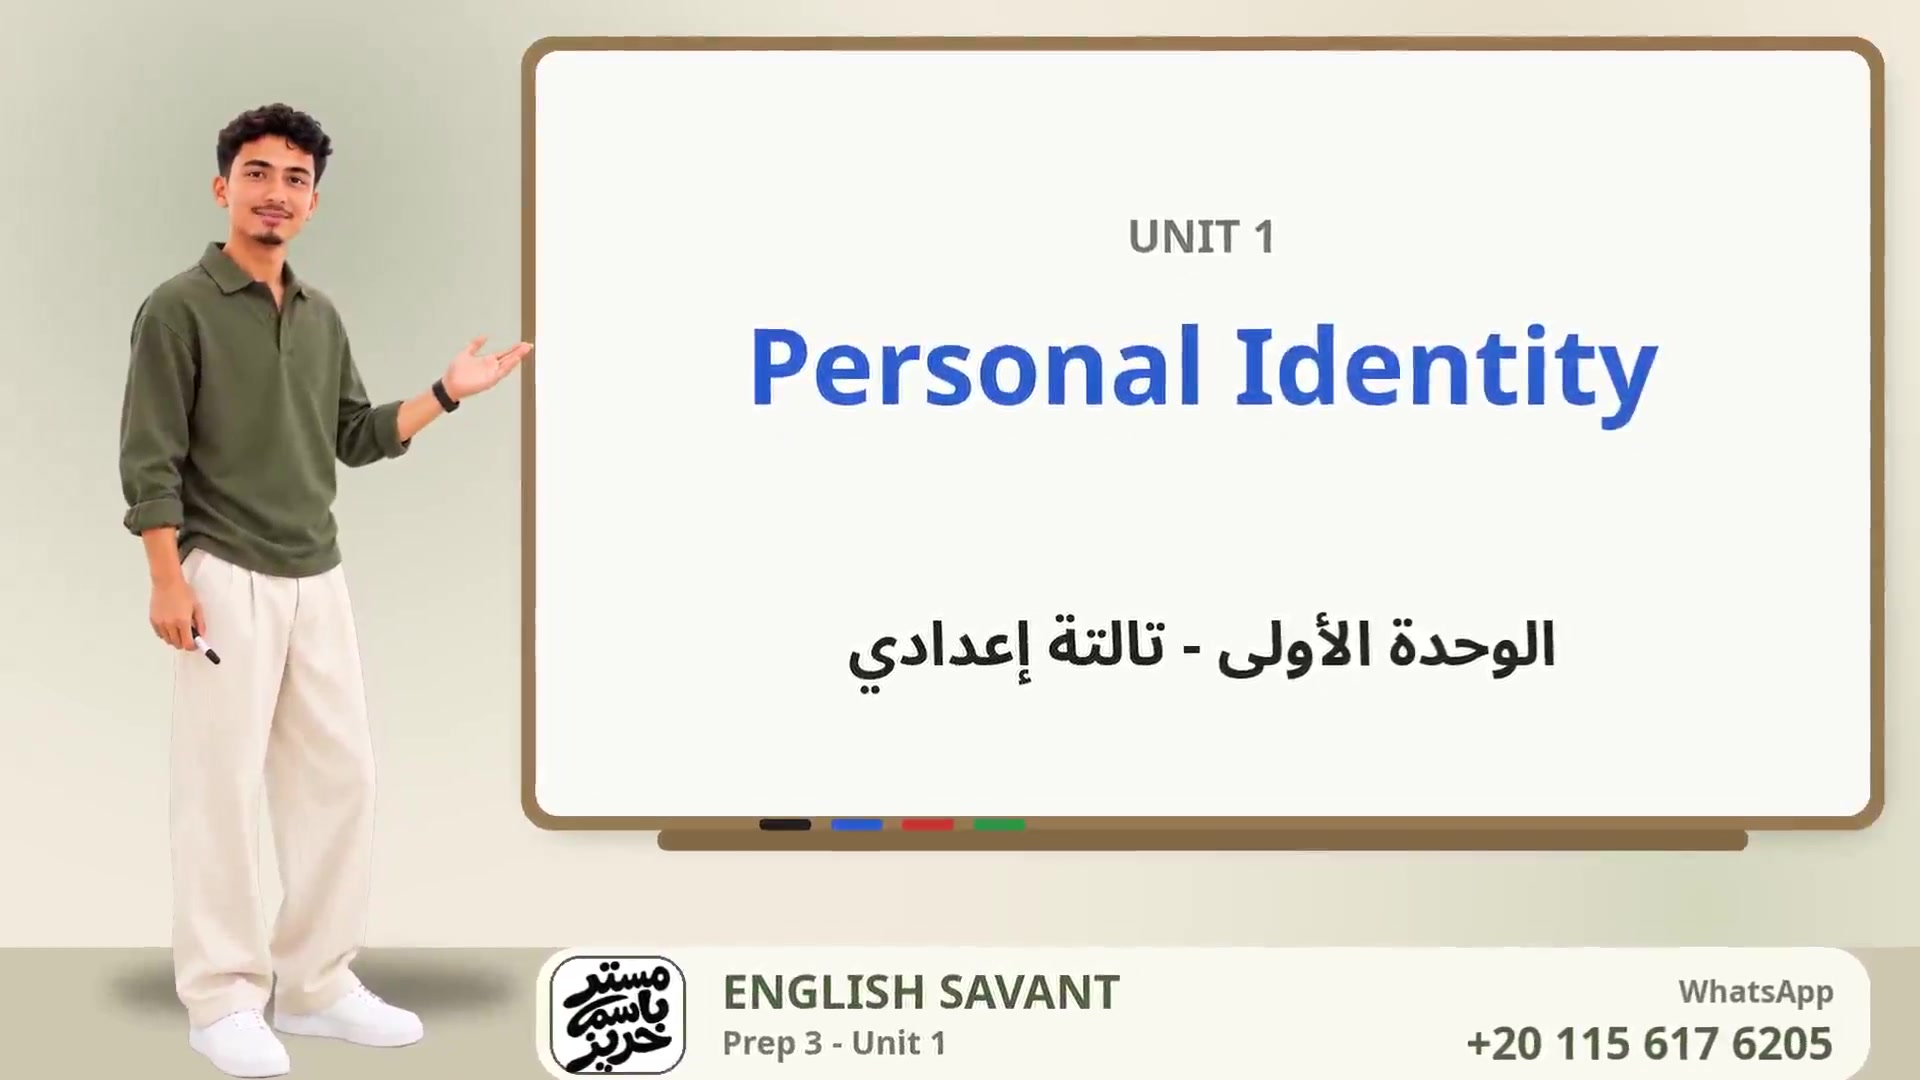 UNIT 1
Personal Identity
الوحدة الأولى - تالتة إعدادي
مستر
باسم
حريز
ENGLISH SAVANT
Prep 3 - Unit 1
WhatsApp
+20 115 617 6205